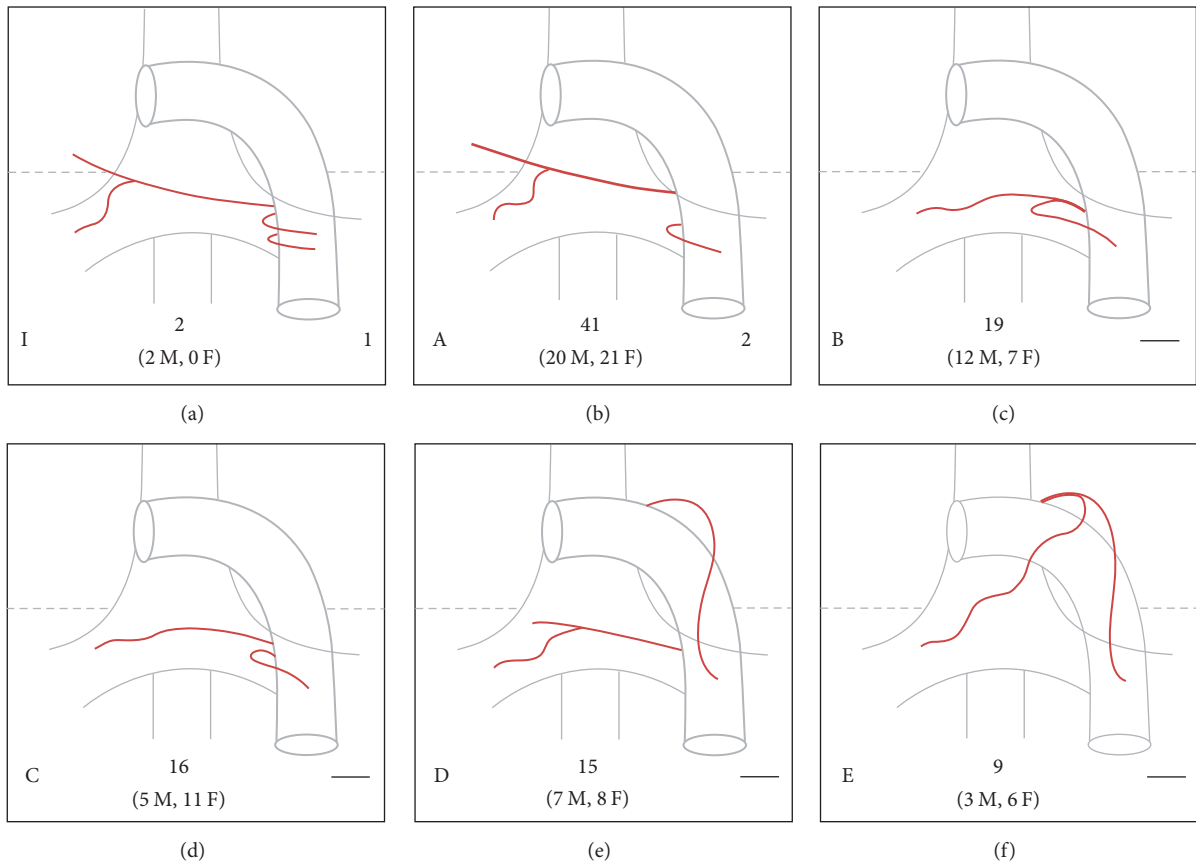 2
I 1
(2 M, 0 F)
(a)
41
A 2
(20 M, 21 F)
(b)
19
B
(12 M, 7 F)
(c)
16
C
(5 M, 11 F)
(d)
15
D
(7 M, 8 F)
(e)
9
E
(3 M, 6 F)
(f)